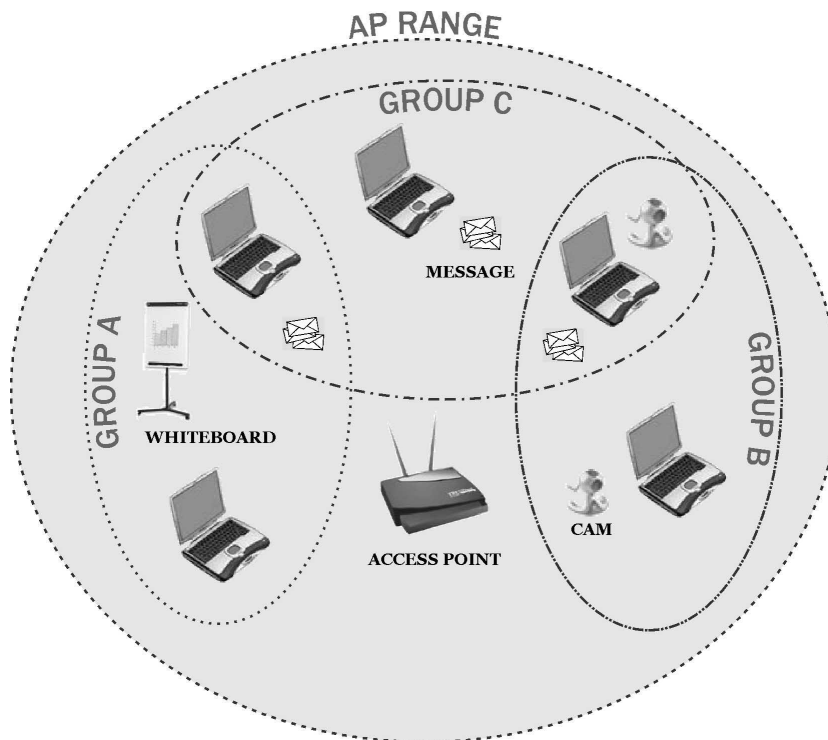 AP RANGE
GROUP C
MESSAGE
GROUP A
GROUP B
WHITEBOARD
CAM
ACCESS POINT